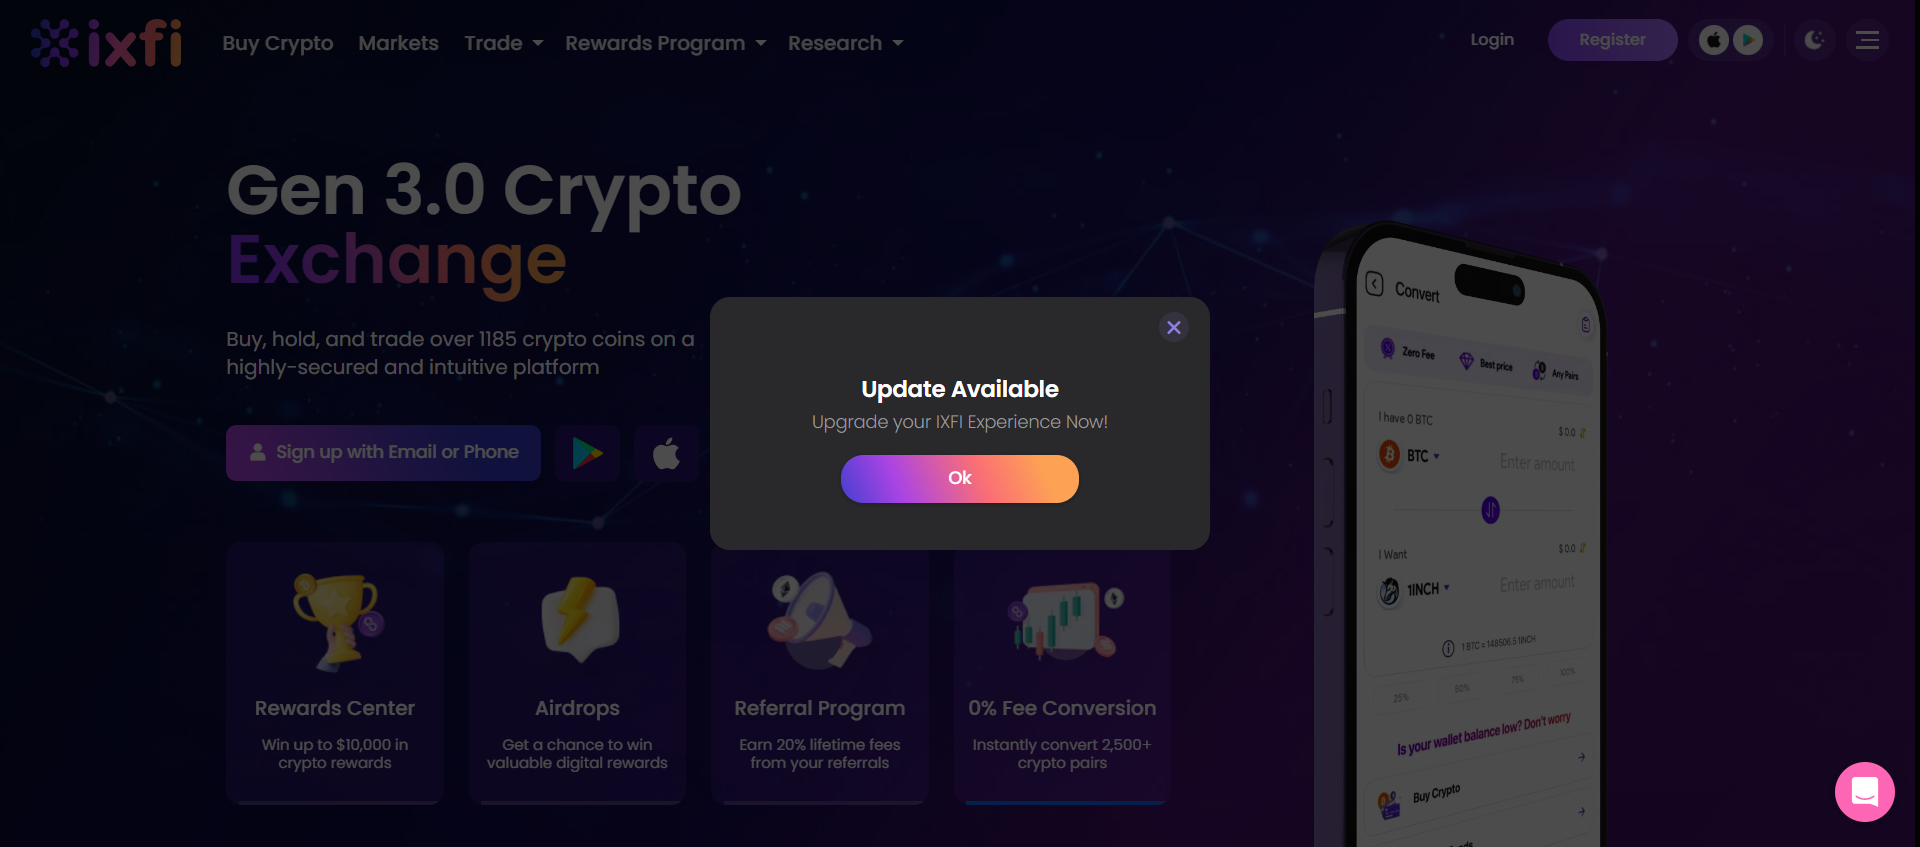 ixfi
Buy Crypto
Markets
Trade
Rewards Program
Research
Login
Register
Gen 3.0 Crypto
Exchange
Buy, hold, and trade over 1185 crypto coins on a
highly-secured and intuitive platform
Sign up with Email or Phone
Update Available
Upgrade your IXFI Experience Now!
Ok
Rewards Center
Win up to $10,000 in
crypto rewards
Airdrops
Get a chance to win
valuable digital rewards
Referral Program
Earn 20% lifetime fees
from your referrals
0% Fee Conversion
Instantly convert 2,500+
crypto pairs
Convert
Zero Fee
Best price
Any Pairs
I have 0 BTC
$ 0.0
BTC
Enter amount
I Want
$ 0.0
1INCH
Enter amount
1 BTC = 148506.5 1INCH
25%
50%
75%
100%
Is your wallet balance low? Don't worry
Buy Crypto